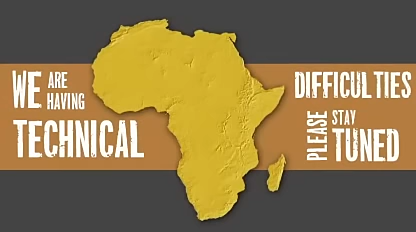 WE ARE HAVING
TECHNICAL
DIFFICULTIES
PLEASE STAY TUNED